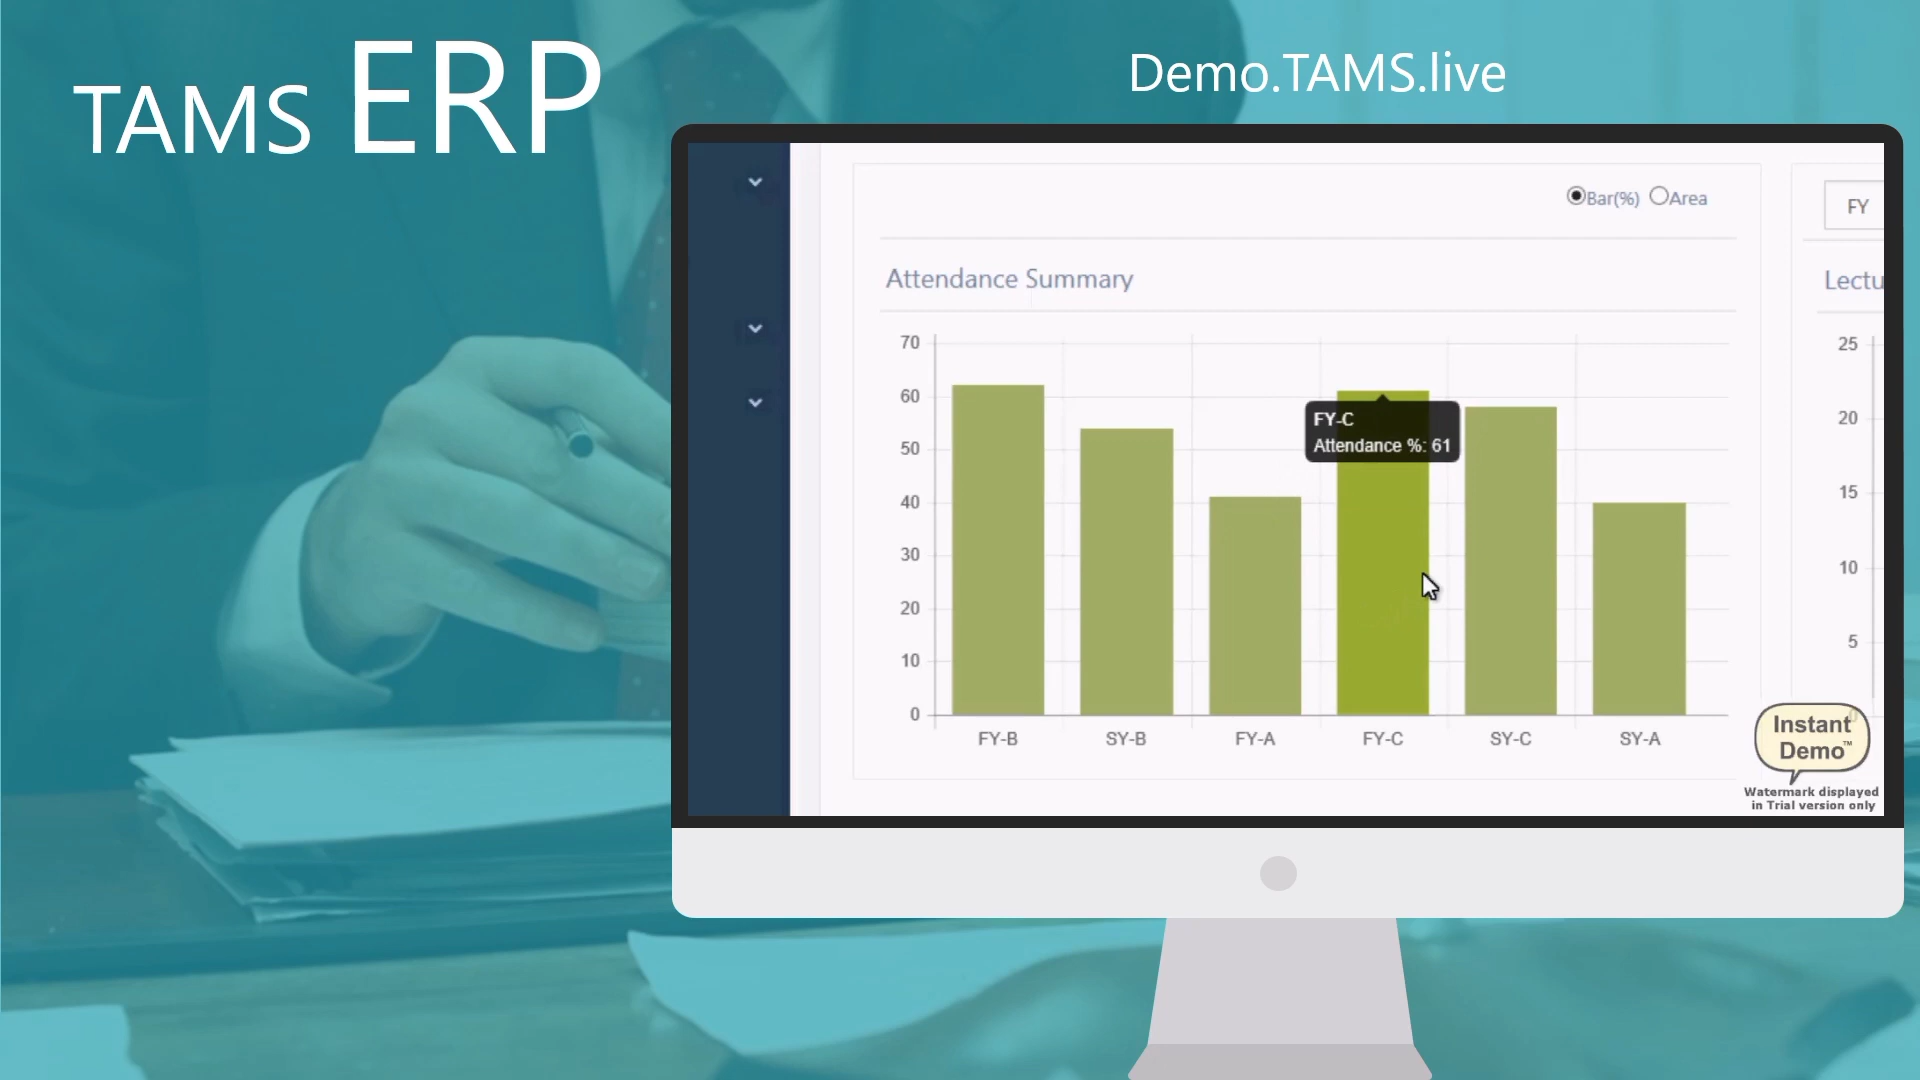 TAMS ERP
Demo.TAMS.live
Bar(%) Area
FY
Attendance Summary
Lectu
70
60
50
40
30
20
10
0
FY-C
Attendance %: 61
FY-B SY-B FY-A FY-C SY-C SY-A
25
20
15
10
5
0
Instant
Demo™
Watermark displayed
in Trial version only